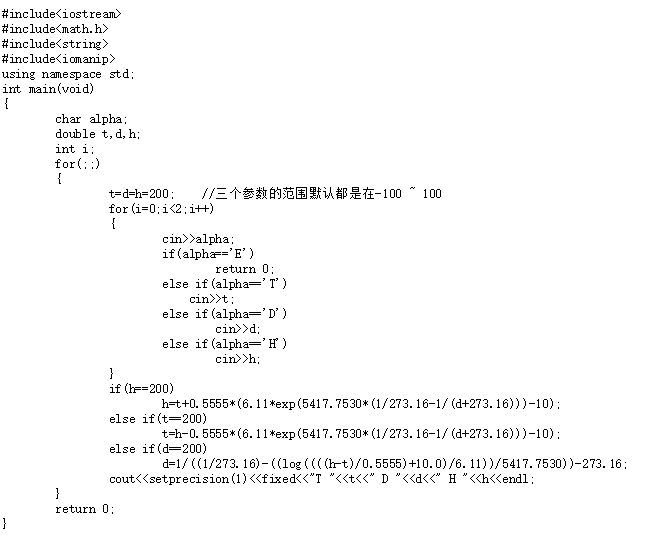 #include<iostream>
#include<math.h>
#include<string>
#include<iomanip>
using namespace std;
int main(void)
{
        char alpha;
        double t,d,h;
        int i;
        for(;;)
        {
                t=d=h=200;    //三个参数的范围默认都是在-100 ~ 100
                for(i=0;i<2;i++)
                {
                        cin>>alpha;
                        if(alpha=='E')
                                return 0;
                        else if(alpha=='T')
                            cin>>t;
                        else if(alpha=='D')
                                cin>>d;
                        else if(alpha=='H')
                                cin>>h;
                }
                if(h==200)
                        h=t+0.5555*(6.11*exp(5417.7530*(1/273.16-1/(d+273.16)))-10);
                else if(t==200)
                        t=h-0.5555*(6.11*exp(5417.7530*(1/273.16-1/(d+273.16)))-10);
                else if(d==200)
                        d=1/((1/273.16)-((log((((h-t)/0.5555)+10.0)/6.11))/5417.7530))-273.16;
                cout<<setprecision(1)<<fixed<<"T "<<t<<" D "<<d<<" H "<<h<<endl;
        }
        return 0;
}